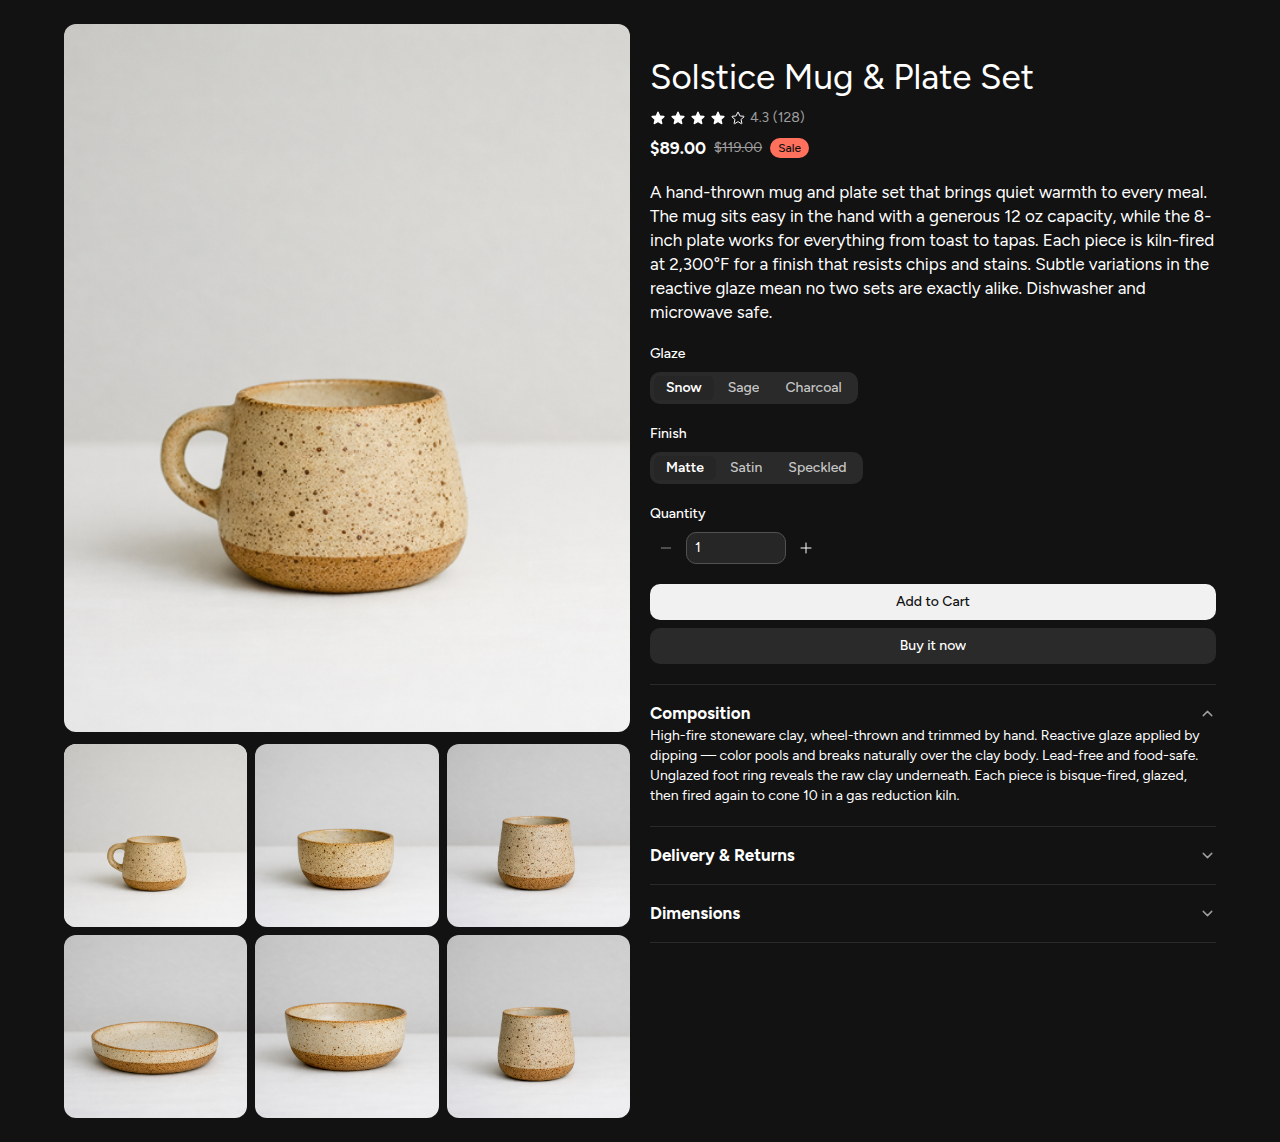 Solstice Mug & Plate Set
4.3 (128)
$89.00 $119.00 Sale
A hand-thrown mug and plate set that brings quiet warmth to every meal.
The mug sits easy in the hand with a generous 12 oz capacity, while the 8-
inch plate works for everything from toast to tapas. Each piece is kiln-fired
at 2,300°F for a finish that resists chips and stains. Subtle variations in the
reactive glaze mean no two sets are exactly alike. Dishwasher and
microwave safe.
Glaze
Snow Sage Charcoal
Finish
Matte Satin Speckled
Quantity
1
Add to Cart
Buy it now
Composition
High-fire stoneware clay, wheel-thrown and trimmed by hand. Reactive glaze applied by
dipping — color pools and breaks naturally over the clay body. Lead-free and food-safe.
Unglazed foot ring reveals the raw clay underneath. Each piece is bisque-fired, glazed,
then fired again to cone 10 in a gas reduction kiln.
Delivery & Returns
Dimensions